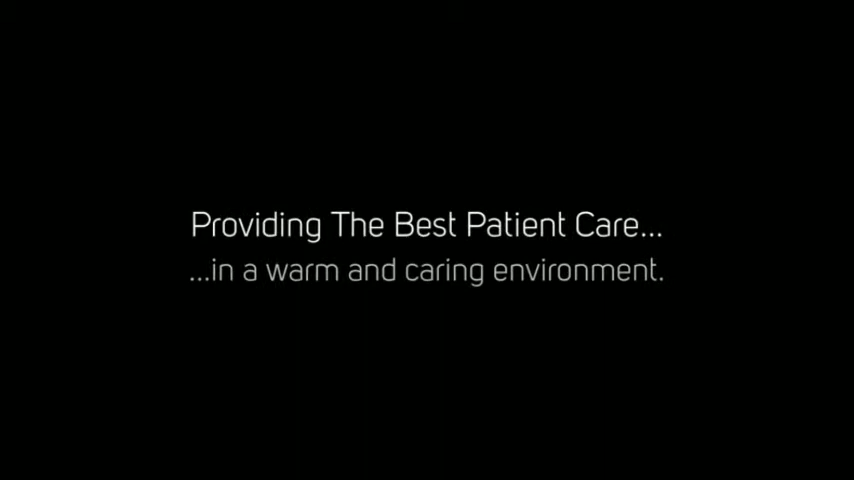 Providing The Best Patient Care...
...in a warm and caring environment.